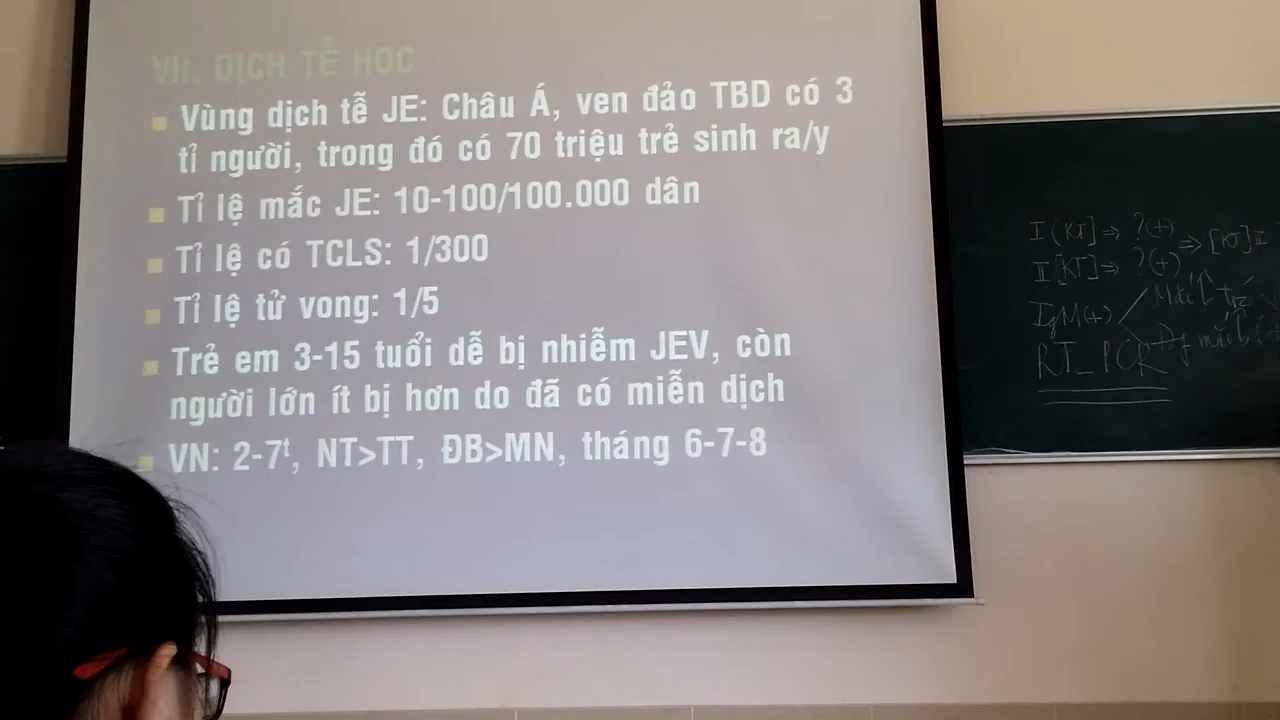 VII. DỊCH TỄ HỌC
Vùng dịch tễ JE: Châu Á, ven đảo TBD có 3
tỉ người, trong đó có 70 triệu trẻ sinh ra/y
Tỉ lệ mắc JE: 10-100/100.000 dân
Tỉ lệ có TCLS: 1/300
Tỉ lệ tử vong: 1/5
Trẻ em 3-15 tuổi dễ bị nhiễm JEV, còn
người lớn ít bị hơn do đã có miễn dịch
VN: 2-7t, NT>TT, ĐB>MN, tháng 6-7-8
I [KT] => ?(+) => [KT] II
II [KT] => ?(+)
IgM(+)
RT_PCR